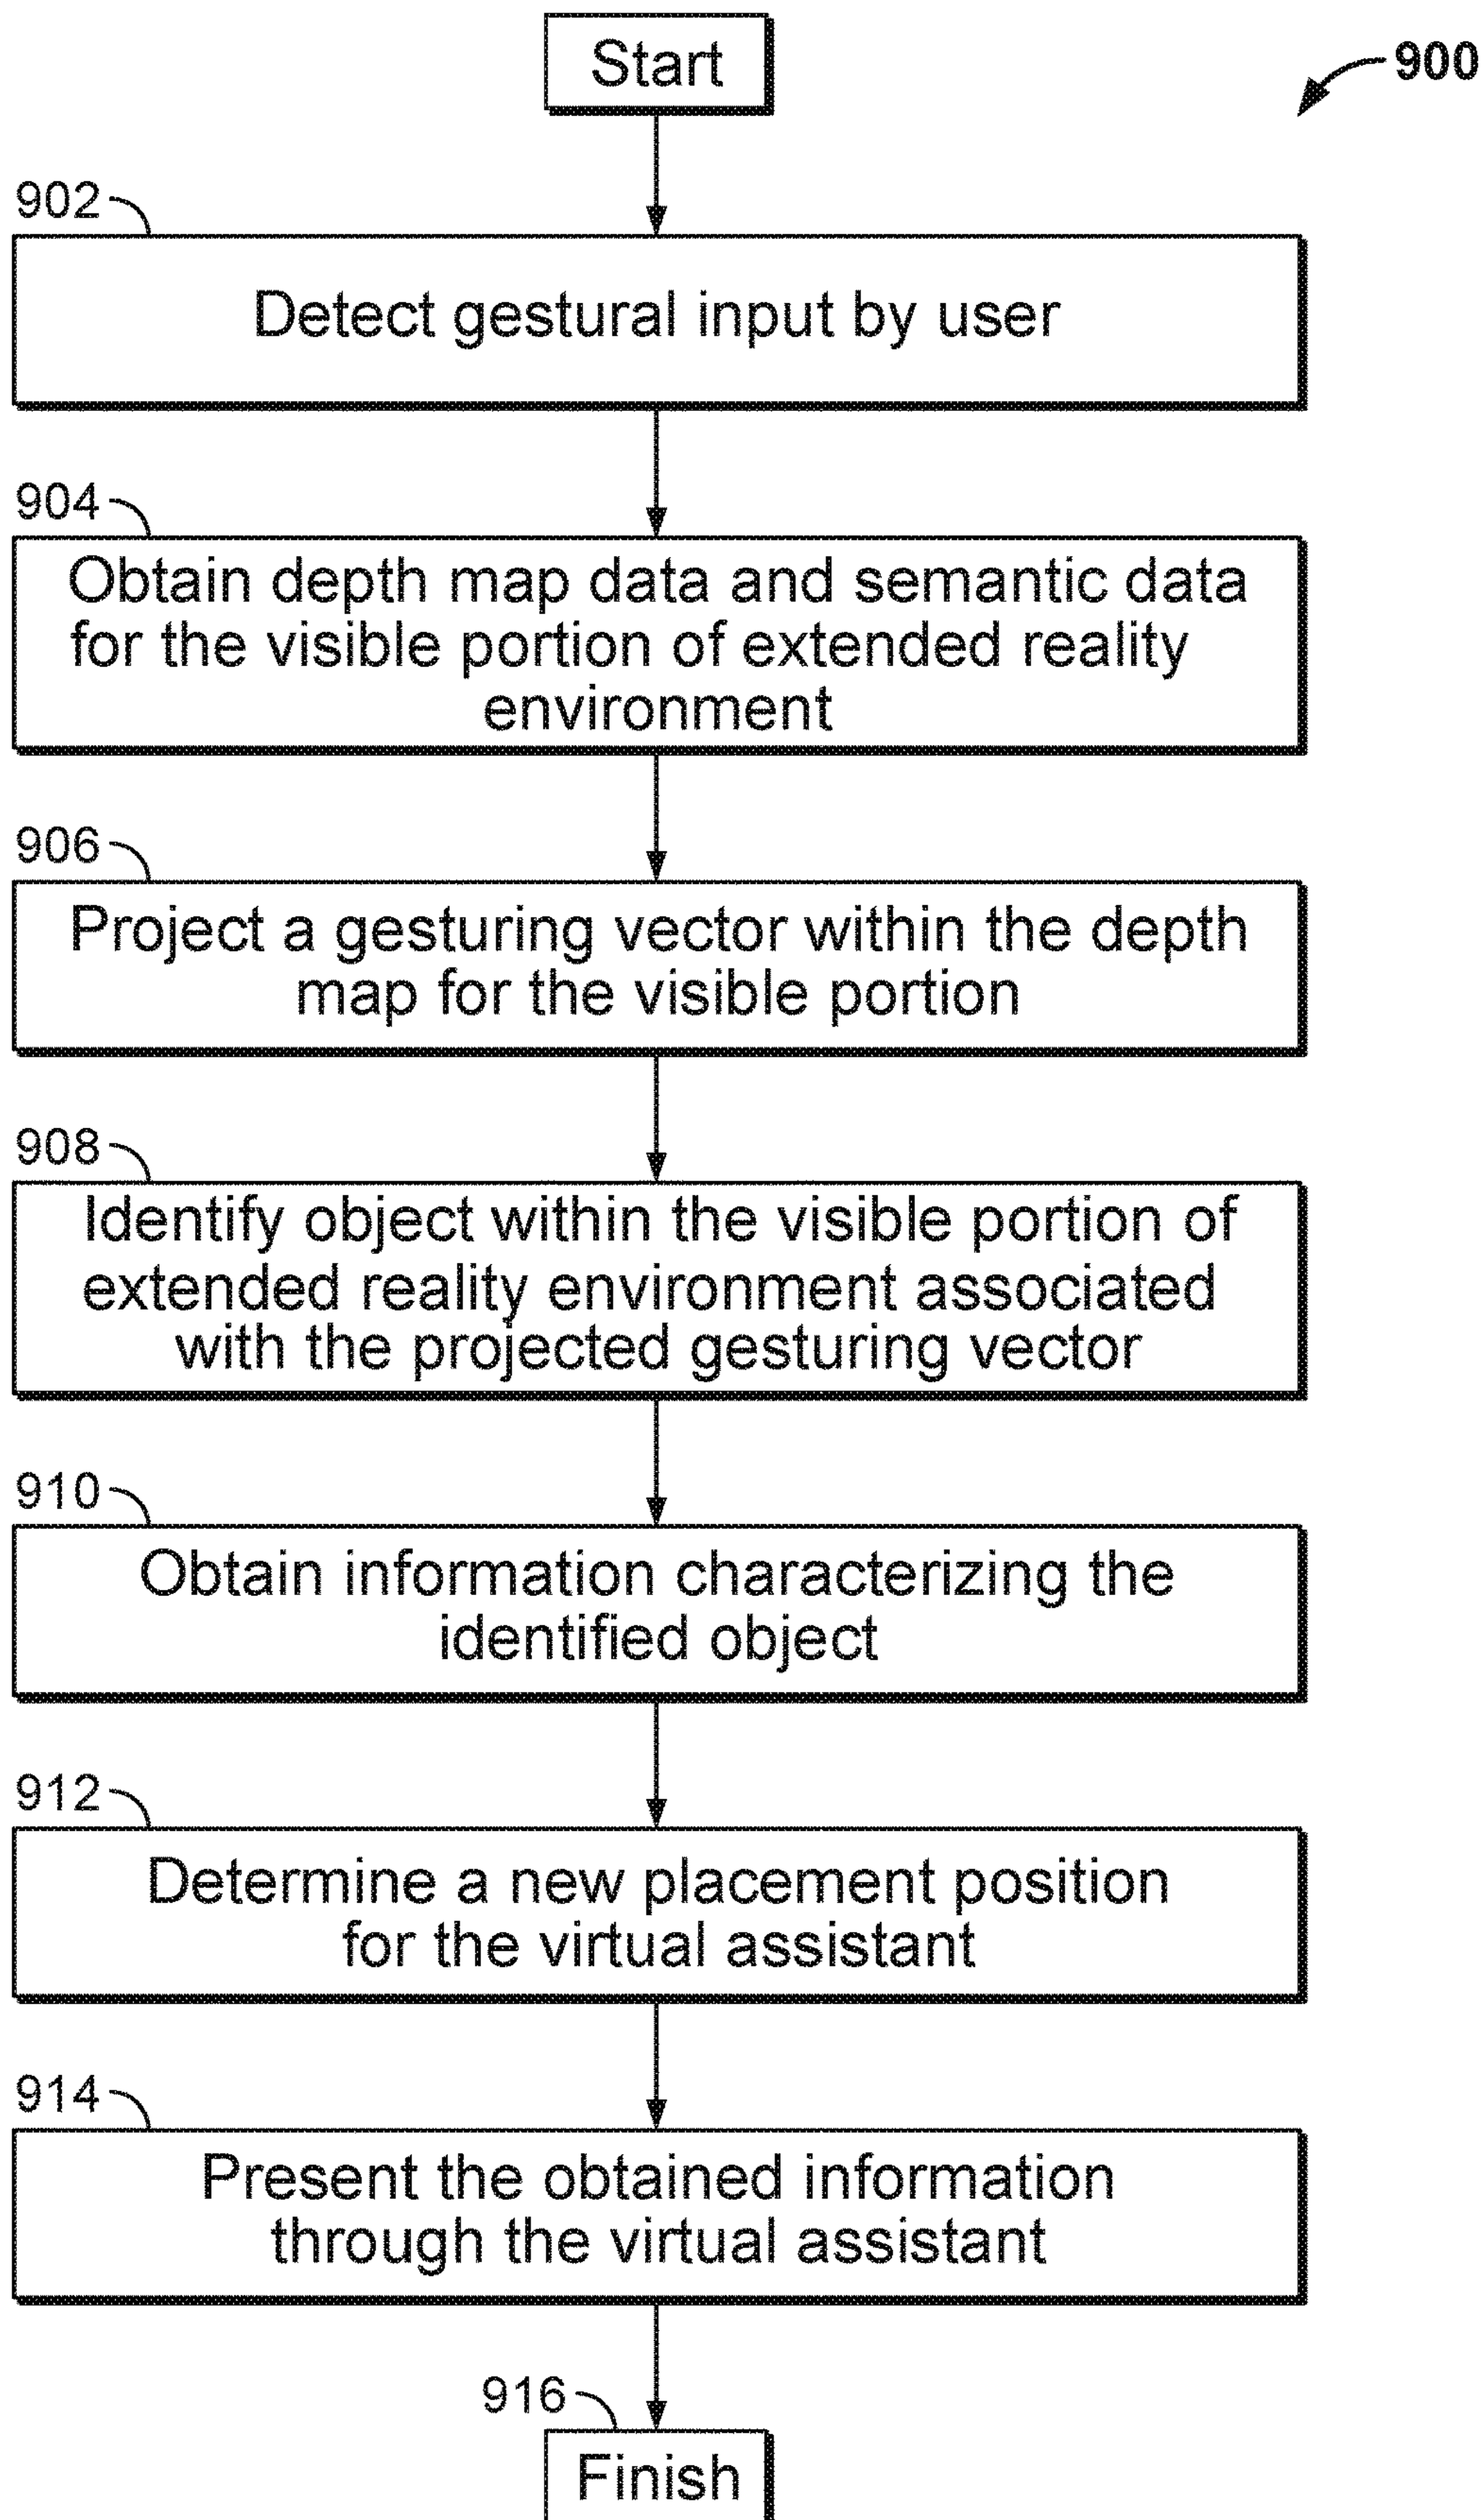 Start
900
902
Detect gestural input by user
904
Obtain depth map data and semantic data
for the visible portion of extended reality
environment
906
Project a gesturing vector within the depth
map for the visible portion
908
Identify object within the visible portion of
extended reality environment associated
with the projected gesturing vector
910
Obtain information characterizing the
identified object
912
Determine a new placement position
for the virtual assistant
914
Present the obtained information
through the virtual assistant
916
Finish